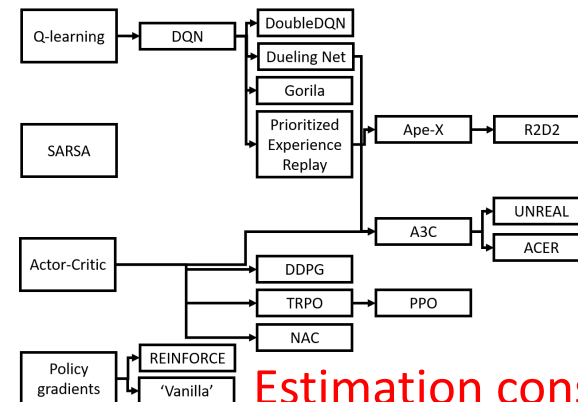 Q-learning
DQN
DoubleDQN
Dueling Net
Gorila
Prioritized
Experience
Replay
Ape-X
R2D2
SARSA
UNREAL
A3C
ACER
Actor-Critic
DDPG
TRPO
PPO
NAC
Policy
gradients
REINFORCE
‘Vanilla’
Estimation